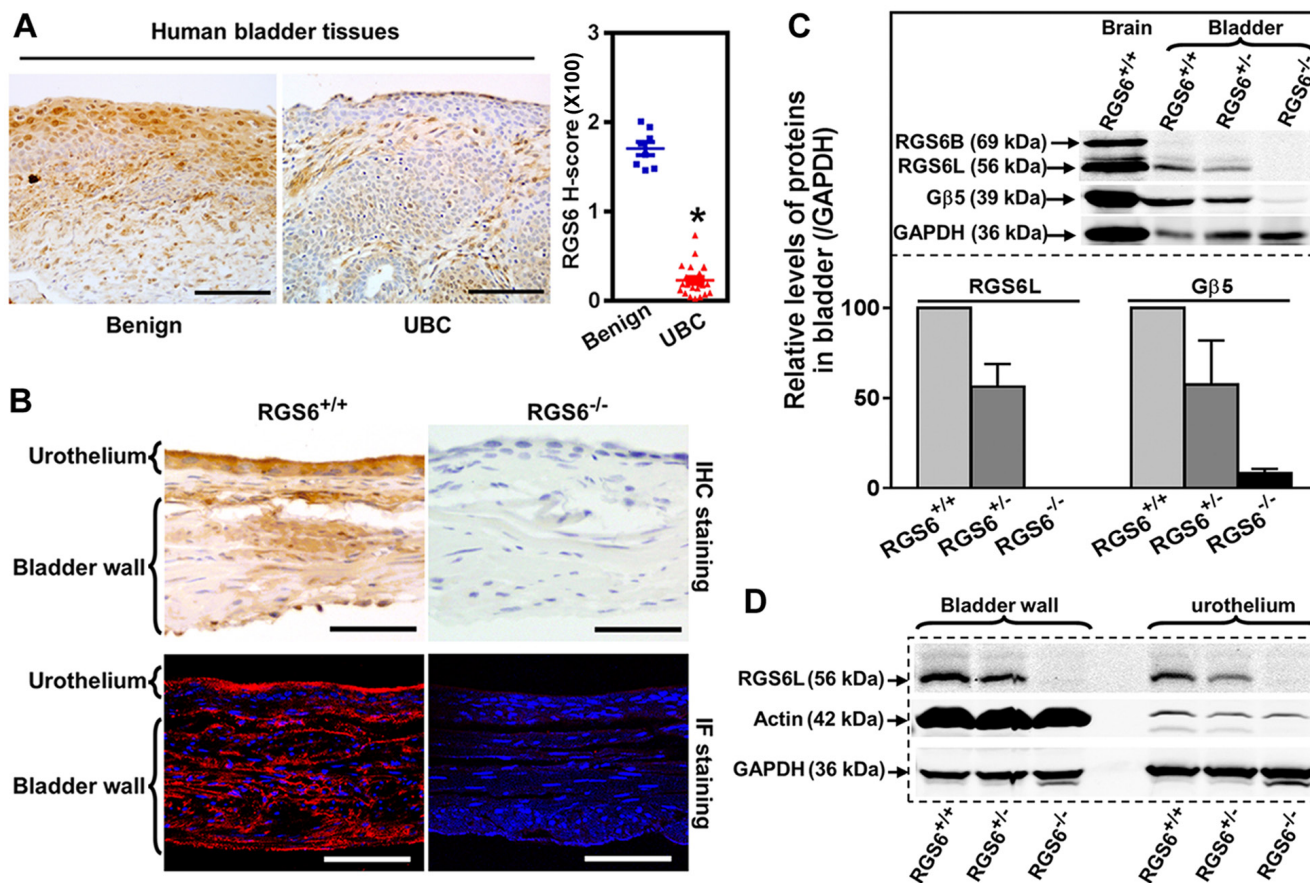 A
Human bladder tissues
Benign
UBC
RGS6 H-score (X100)
3
2
1
0
*
Benign
UBC
B
RGS6+/+
RGS6-/-
Urothelium
Bladder wall
IHC staining
Urothelium
Bladder wall
IF staining
C
Brain
Bladder
RGS6+/+
RGS6+/+
RGS6+/-
RGS6-/-
RGS6B (69 kDa)
RGS6L (56 kDa)
Gβ5 (39 kDa)
GAPDH (36 kDa)
Relative levels of proteins
in bladder (/GAPDH)
RGS6L
Gβ5
100
50
0
RGS6+/+
RGS6+/-
RGS6-/-
RGS6+/+
RGS6+/-
RGS6-/-
D
Bladder wall
urothelium
RGS6L (56 kDa)
Actin (42 kDa)
GAPDH (36 kDa)
RGS6+/+
RGS6+/-
RGS6-/-
RGS6+/+
RGS6+/-
RGS6-/-